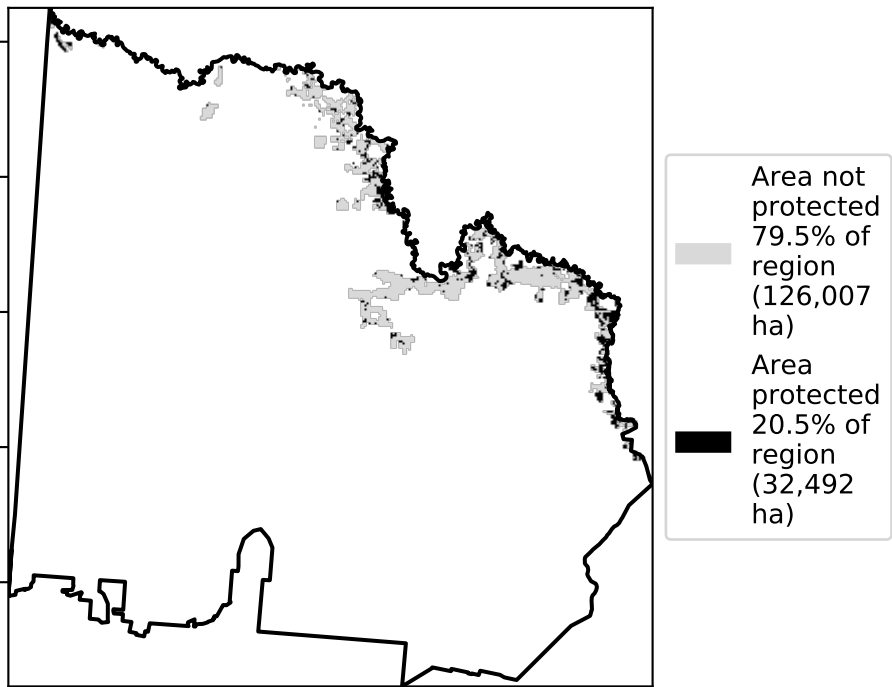 Area not
protected
79.5% of
region
(126,007
ha)
Area
protected
20.5% of
region
(32,492
ha)